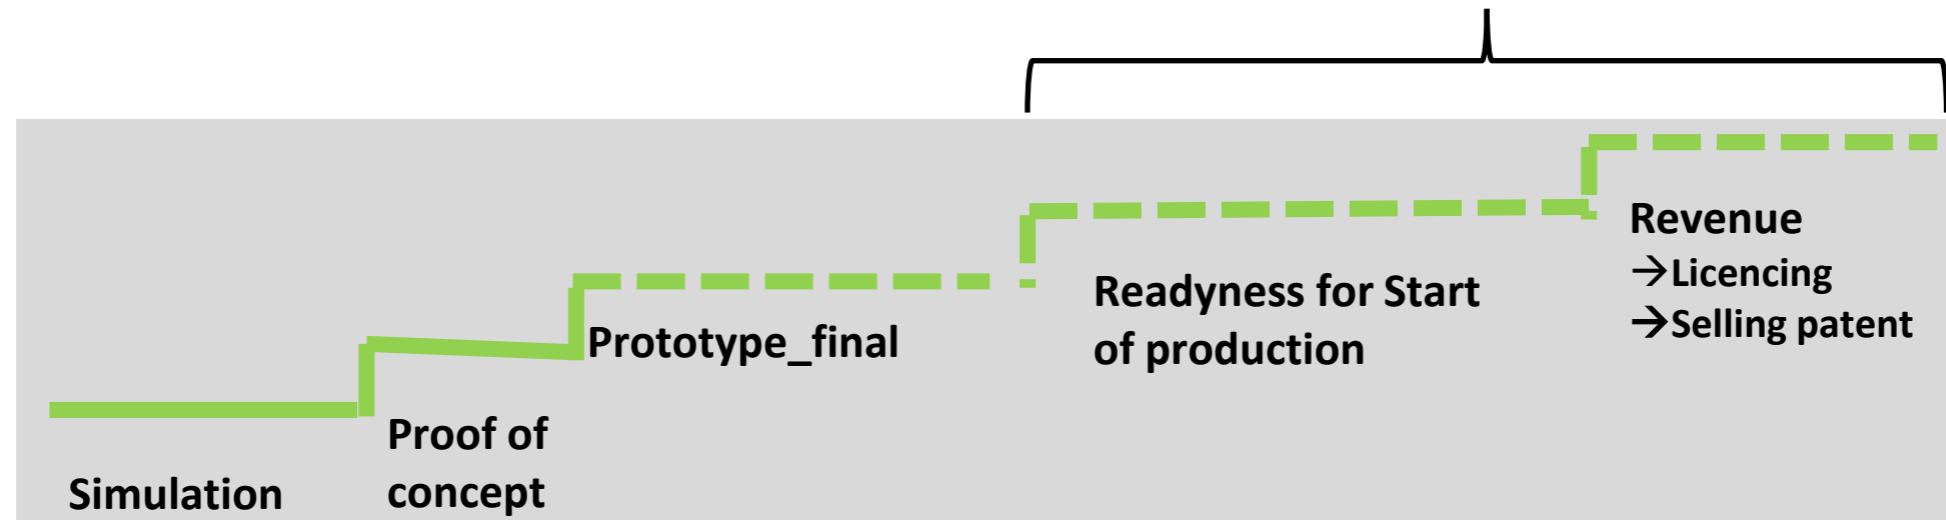 Simulation
Proof of
concept
Prototype_final
Readyness for Start
of production
Revenue
→Licencing
→Selling patent